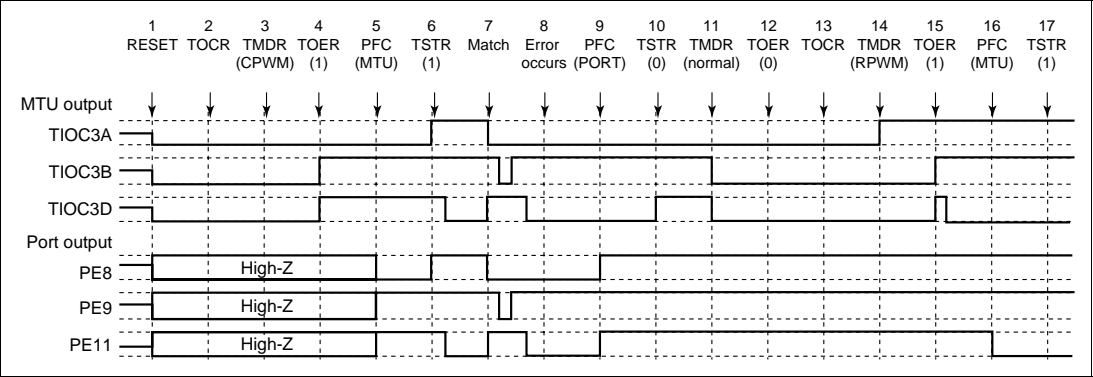 1 2 3 4 5 6 7 8 9 10 11 12 13 14 15 16 17
RESET TOCR TMDR TOER PFC TSTR Match Error PFC TSTR TMDR TOER TOCR TMDR TOER PFC TSTR
(CPWM) (1) (MTU) (1) occurs (PORT) (0) (normal) (0) (RPWM) (1) (MTU) (1)
MTU output
TIOC3A
TIOC3B
TIOC3D
Port output
PE8 High-Z
PE9 High-Z
PE11 High-Z